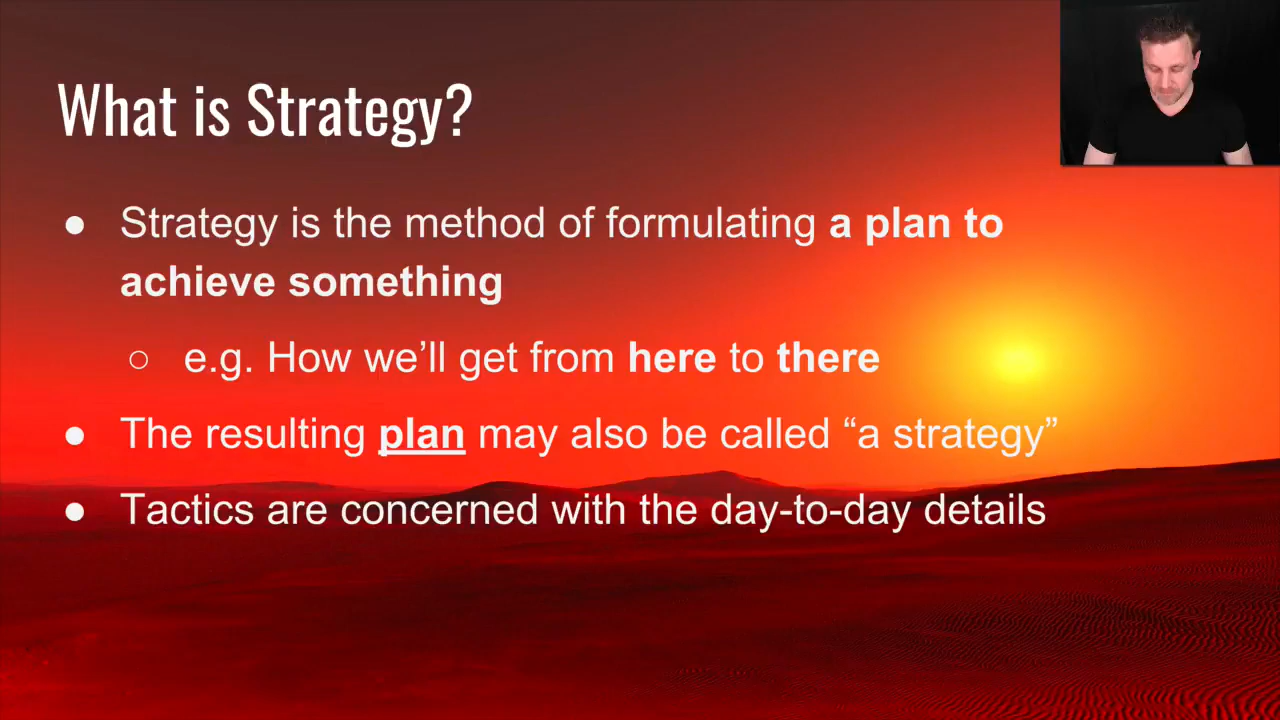 What is Strategy?
● Strategy is the method of formulating a plan to
achieve something
○ e.g. How we’ll get from here to there
● The resulting plan may also be called “a strategy”
● Tactics are concerned with the day-to-day details